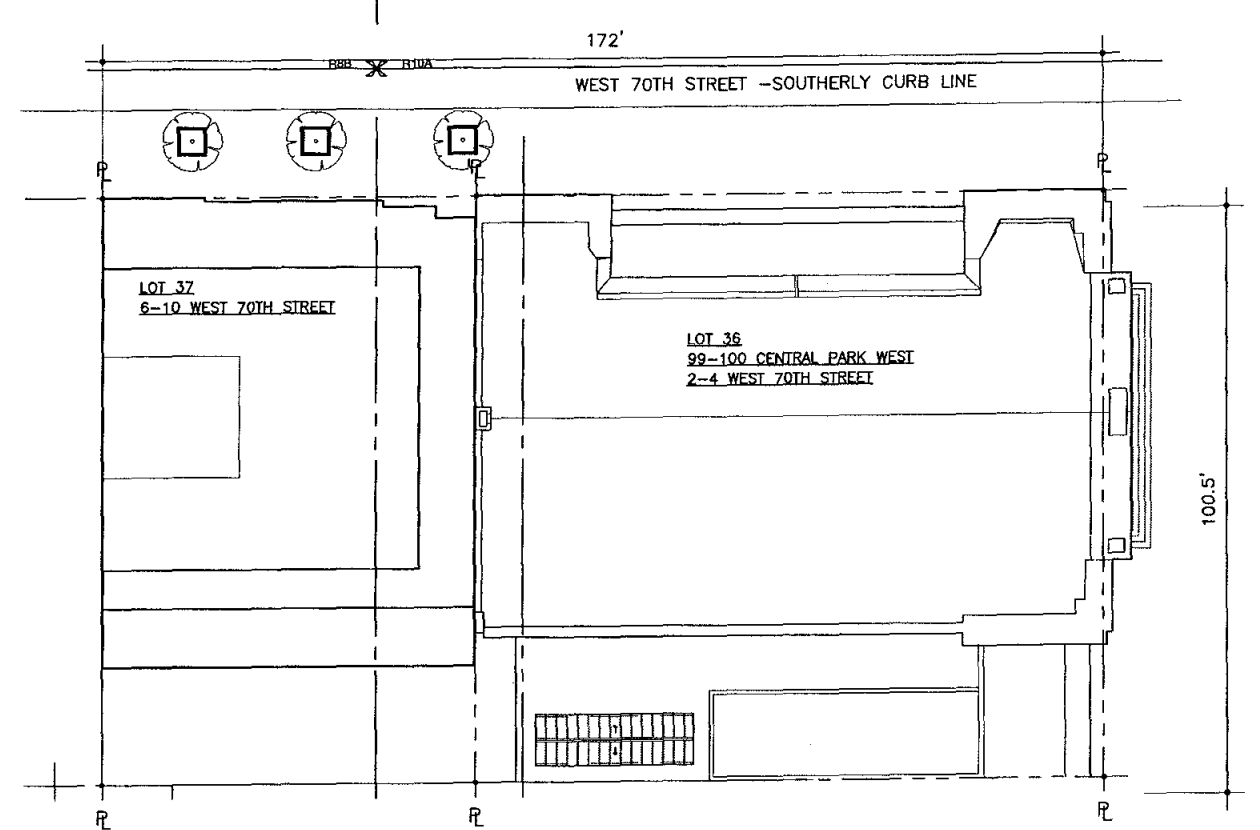 172'
R8B R10A
WEST 70TH STREET -SOUTHERLY CURB LINE
PL
PL
PL
LOT 37
6-10 WEST 70TH STREET
LOT 36
99-100 CENTRAL PARK WEST
2-4 WEST 70TH STREET
100.5'
PL
PL
PL